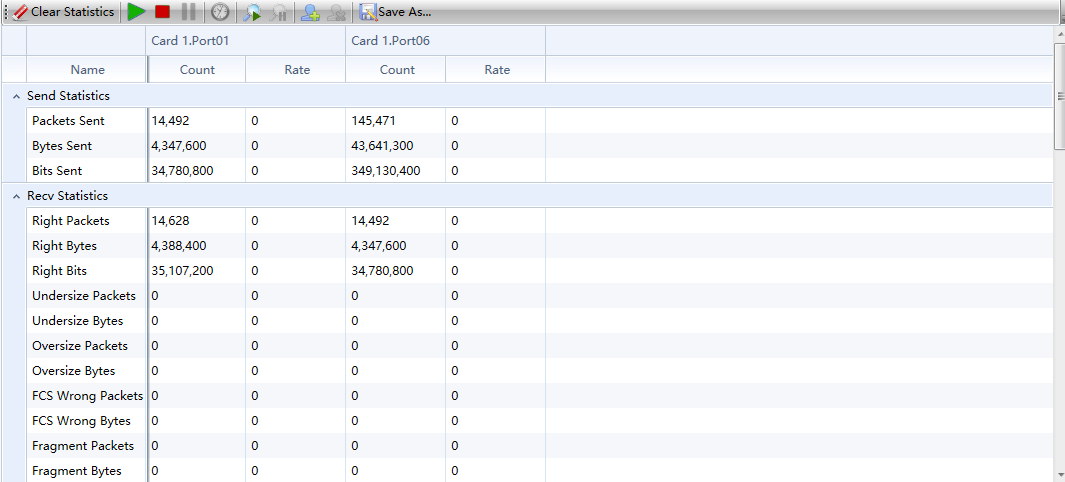 Clear Statistics Save As...
Card 1.Port01 Card 1.Port06
Name Count Rate Count Rate
Send Statistics
Packets Sent 14,492 0 145,471 0
Bytes Sent 4,347,600 0 43,641,300 0
Bits Sent 34,780,800 0 349,130,400 0
Recv Statistics
Right Packets 14,628 0 14,492 0
Right Bytes 4,388,400 0 4,347,600 0
Right Bits 35,107,200 0 34,780,800 0
Undersize Packets 0 0 0 0
Undersize Bytes 0 0 0 0
Oversize Packets 0 0 0 0
Oversize Bytes 0 0 0 0
FCS Wrong Packets 0 0 0 0
FCS Wrong Bytes 0 0 0 0
Fragment Packets 0 0 0 0
Fragment Bytes 0 0 0 0